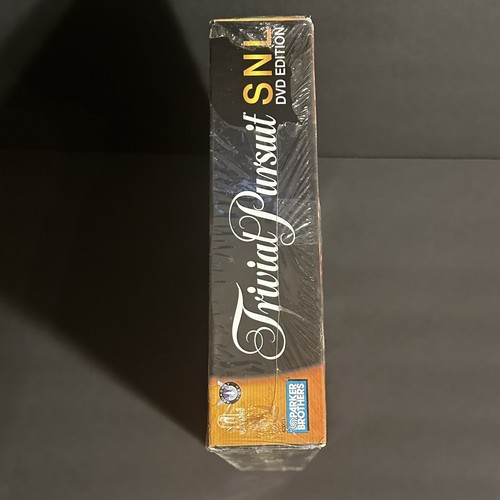 Trivial Pursuit
SNL
DVD EDITION
PARKER
BROTHERS